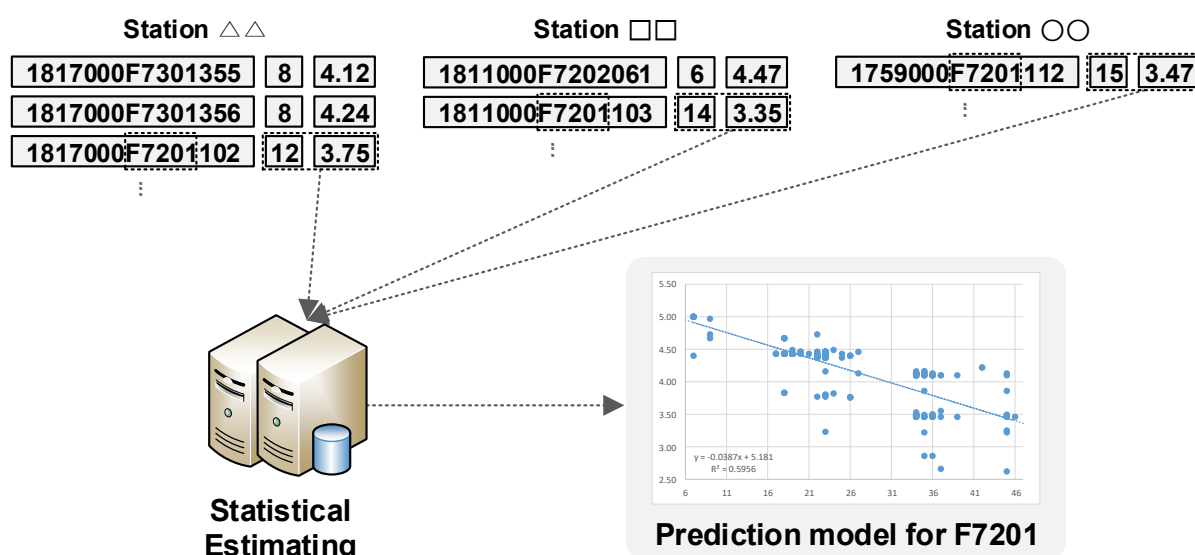 Station △△
Station □□
Station ○○
1817000F7301355 8 4.12
1817000F7301356 8 4.24
1817000F7201102 12 3.75
⋮
1811000F7202061 6 4.47
1811000F7201103 14 3.35
⋮
1759000F7201112 15 3.47
⋮
5.50
5.00
4.50
4.00
3.50
3.00
2.50
y = -0.0387x + 5.181
R² = 0.5956
6 11 16 21 26 31 36 41 46
Statistical
Estimating
Prediction model for F7201